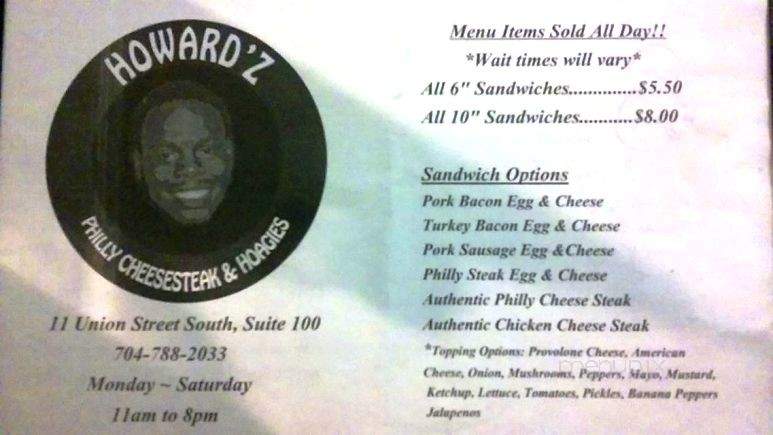 HOWARD'Z
PHILLY CHEESESTEAK & HOAGIES
11 Union Street South, Suite 100
704-788-2033
Monday ~ Saturday
11am to 8pm
Menu Items Sold All Day!!
*Wait times will vary*
All 6" Sandwiches..............$5.50
All 10" Sandwiches...........$8.00
Sandwich Options
Pork Bacon Egg & Cheese
Turkey Bacon Egg & Cheese
Pork Sausage Egg &Cheese
Philly Steak Egg & Cheese
Authentic Philly Cheese Steak
Authentic Chicken Cheese Steak
*Topping Options: Provolone Cheese, American
Cheese, Onion, Mushrooms, Peppers, Mayo, Mustard,
Ketchup, Lettuce, Tomatoes, Pickles, Banana Peppers
Jalapenos
menupix